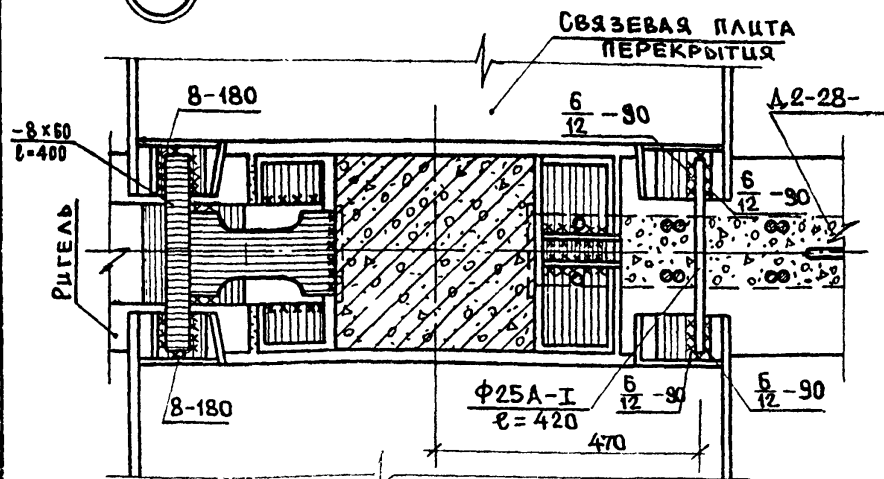 СВЯЗЕВАЯ ПЛИТА
ПЕРЕКРЫТИЯ
8-180
6/12 -90
Д2-28-
-8×60
ℓ=400
6/12 -90
РИГЕЛЬ
8-180
Ф25А-I
ℓ=420
6/12 -90
6/12 -90
470